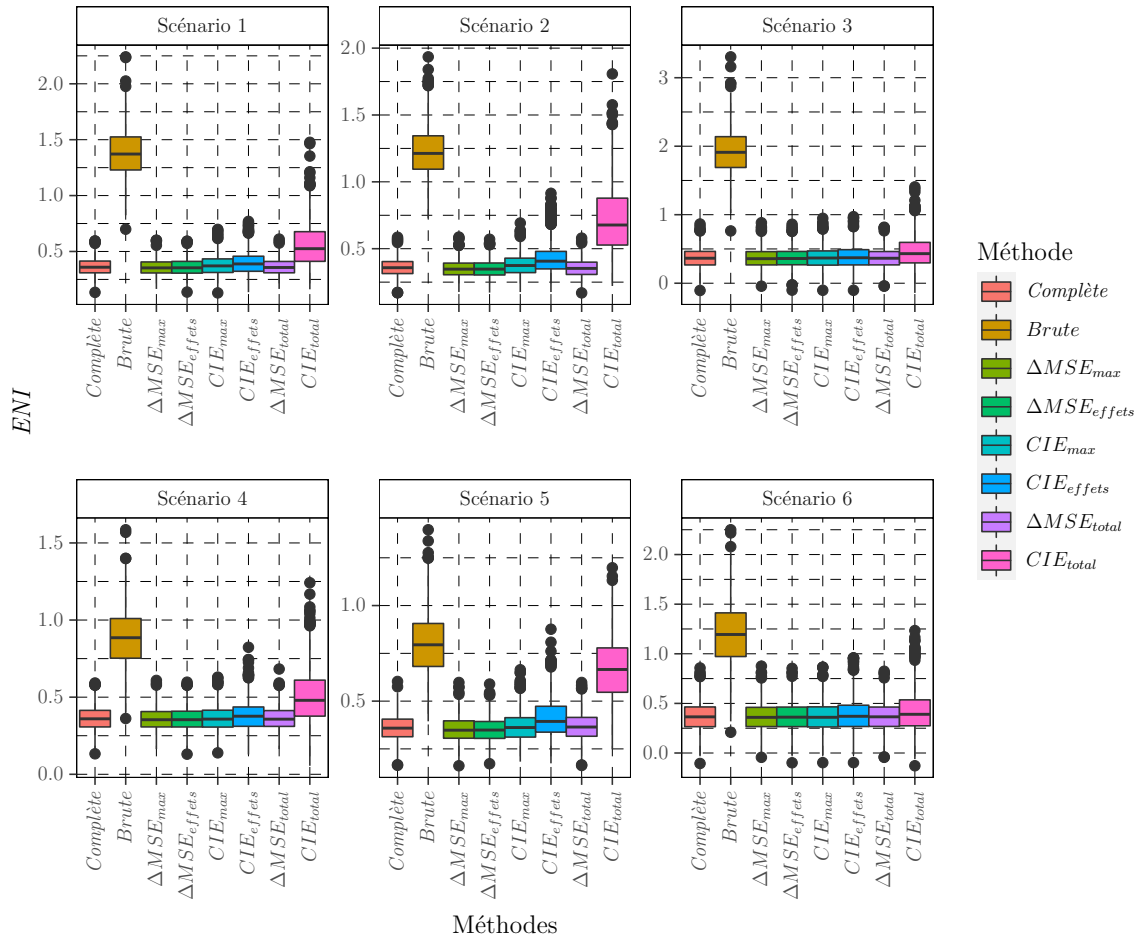 Scénario 1
Scénario 2
Scénario 3
2.0
1.5
1.0
0.5
2.0
1.5
1.0
0.5
3
2
1
0
Complète
Brute
ΔMSE_max
ΔMSE_effets
CIE_max
CIE_effets
ΔMSE_total
CIE_total
Complète
Brute
ΔMSE_max
ΔMSE_effets
CIE_max
CIE_effets
ΔMSE_total
CIE_total
Complète
Brute
ΔMSE_max
ΔMSE_effets
CIE_max
CIE_effets
ΔMSE_total
CIE_total
ENI
Scénario 4
Scénario 5
Scénario 6
1.5
1.0
0.5
0.0
1.0
0.5
2.0
1.5
1.0
0.5
0.0
Complète
Brute
ΔMSE_max
ΔMSE_effets
CIE_max
CIE_effets
ΔMSE_total
CIE_total
Complète
Brute
ΔMSE_max
ΔMSE_effets
CIE_max
CIE_effets
ΔMSE_total
CIE_total
Complète
Brute
ΔMSE_max
ΔMSE_effets
CIE_max
CIE_effets
ΔMSE_total
CIE_total
Méthodes
Méthode
Complète
Brute
ΔMSE_max
ΔMSE_effets
CIE_max
CIE_effets
ΔMSE_total
CIE_total